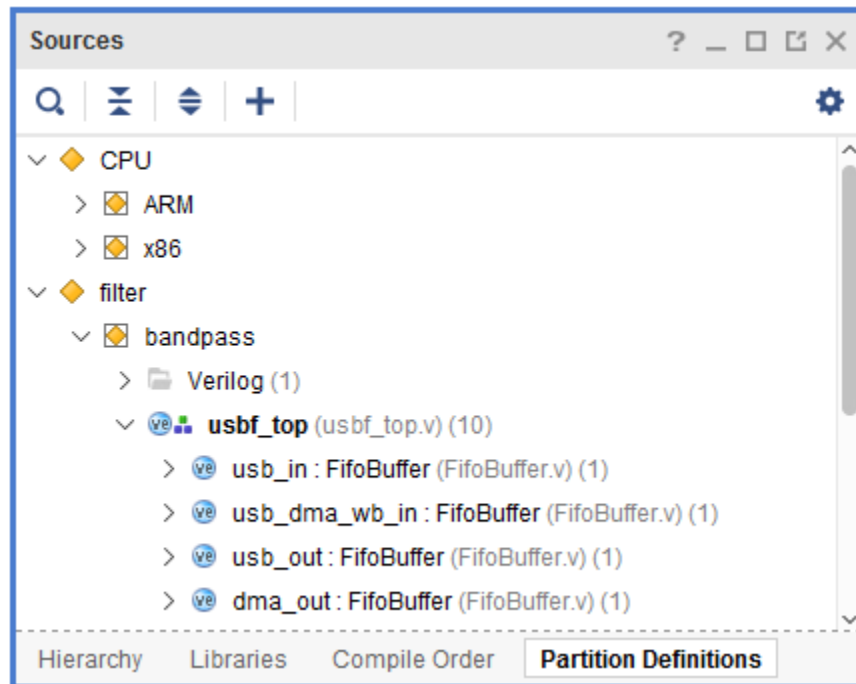 Sources
CPU
ARM
x86
filter
bandpass
Verilog (1)
usbf_top (usbf_top.v) (10)
usb_in : FifoBuffer (FifoBuffer.v) (1)
usb_dma_wb_in : FifoBuffer (FifoBuffer.v) (1)
usb_out : FifoBuffer (FifoBuffer.v) (1)
dma_out : FifoBuffer (FifoBuffer.v) (1)
Hierarchy Libraries Compile Order Partition Definitions